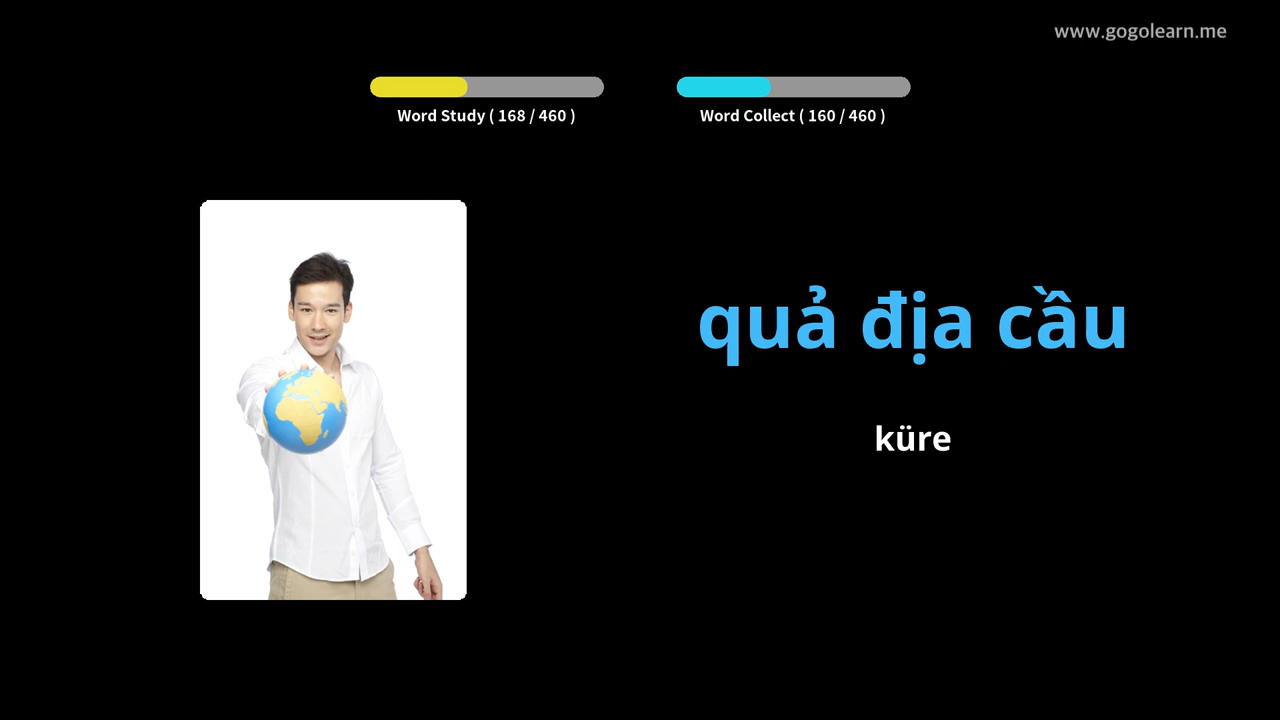 www.gogolearn.me
Word Study ( 168 / 460 )
Word Collect ( 160 / 460 )
quả địa cầu
küre